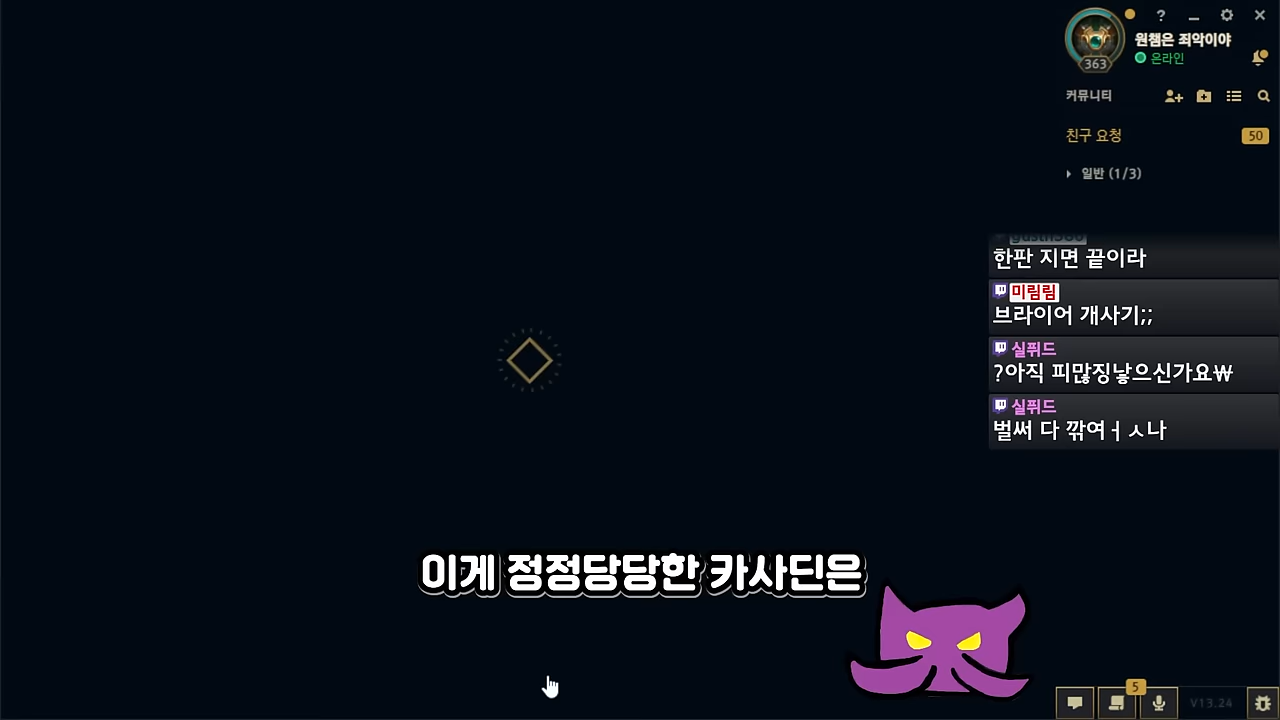 ?
원챔은 죄악이야
363
온라인
커뮤니티
친구 요청
50
일반 (1/3)
한판 지면 끝이라
미림림
브라이어 개사기;;
실퓌드
?아직 피많징낳으신가요₩
실퓌드
벌써 다 깎여ㅓㅅ나
이게 정정당당한 카사딘은
5
V13.24